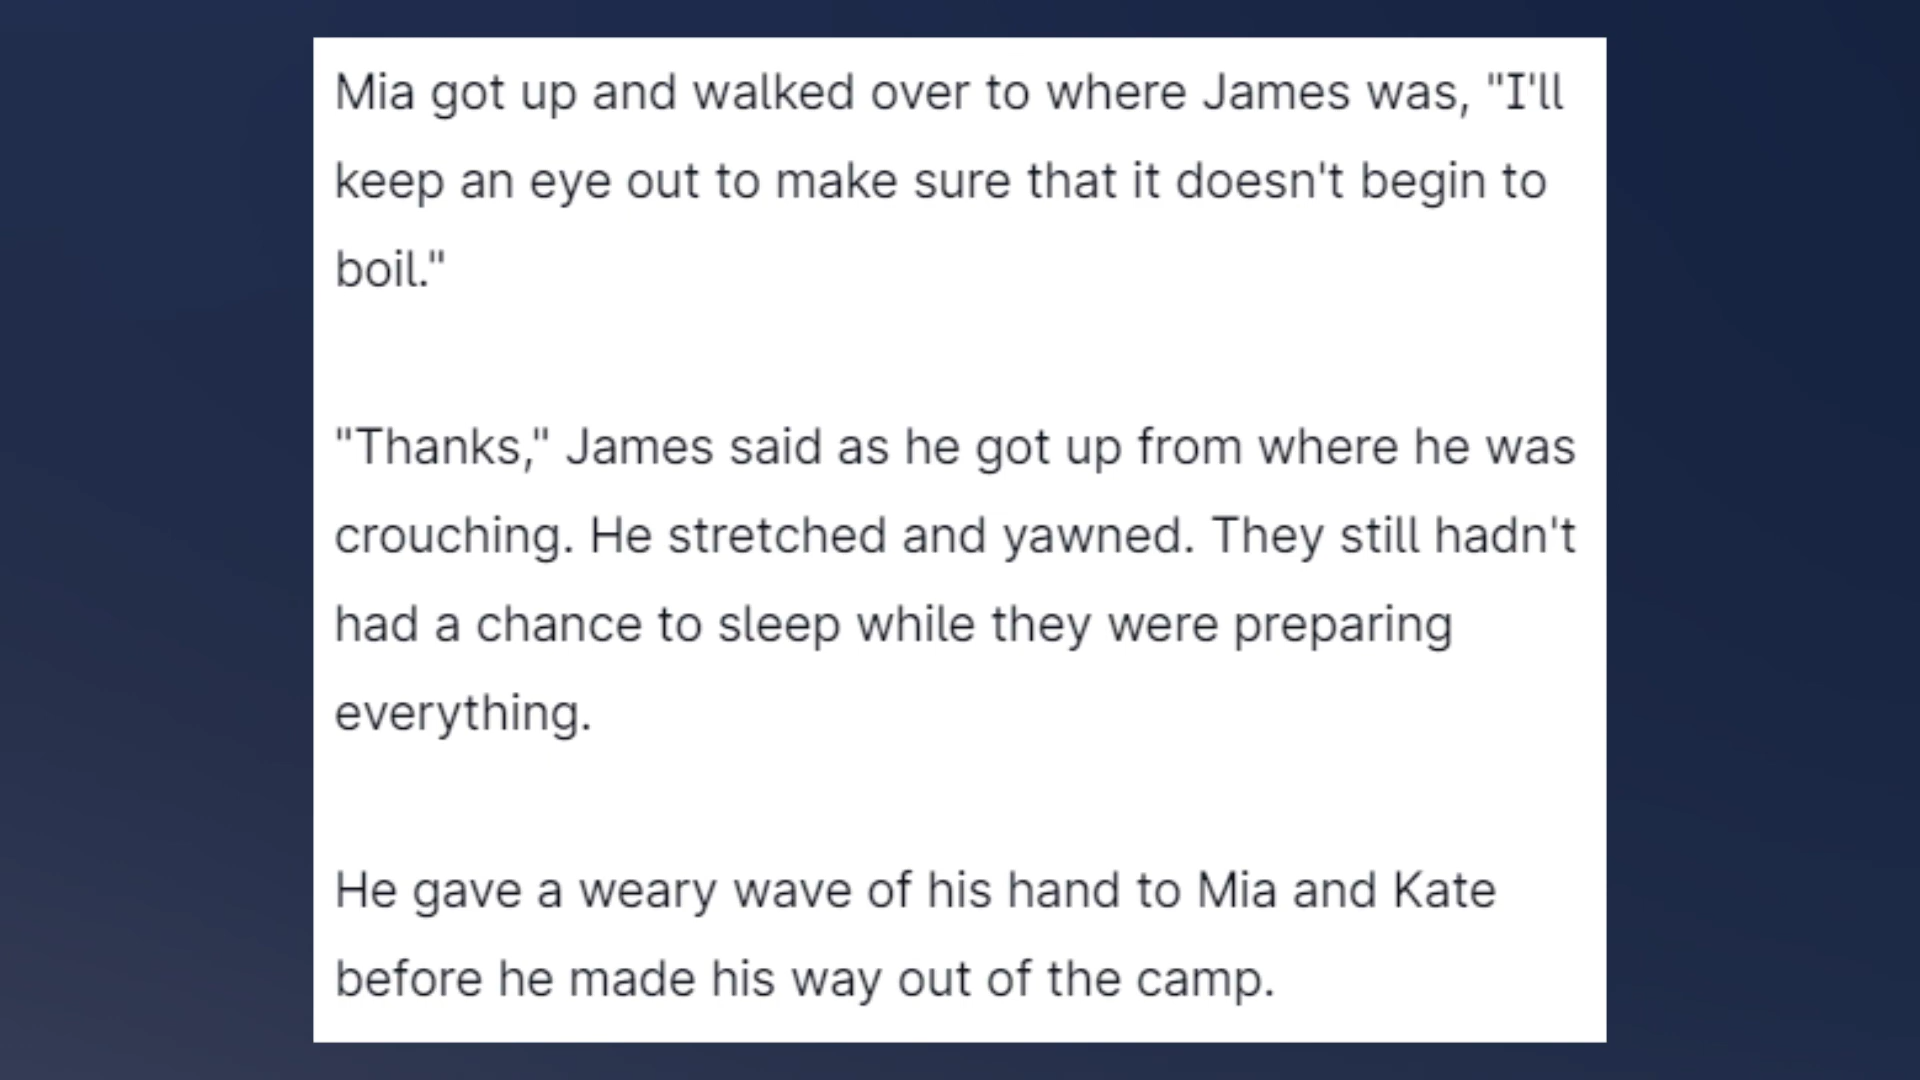 Mia got up and walked over to where James was, "I'll
keep an eye out to make sure that it doesn't begin to
boil."
"Thanks," James said as he got up from where he was
crouching. He stretched and yawned. They still hadn't
had a chance to sleep while they were preparing
everything.
He gave a weary wave of his hand to Mia and Kate
before he made his way out of the camp.